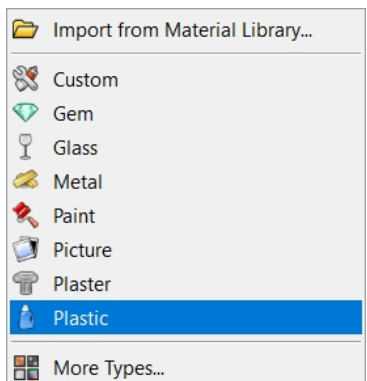 Import from Material Library...
Custom
Gem
Glass
Metal
Paint
Picture
Plaster
Plastic
More Types...